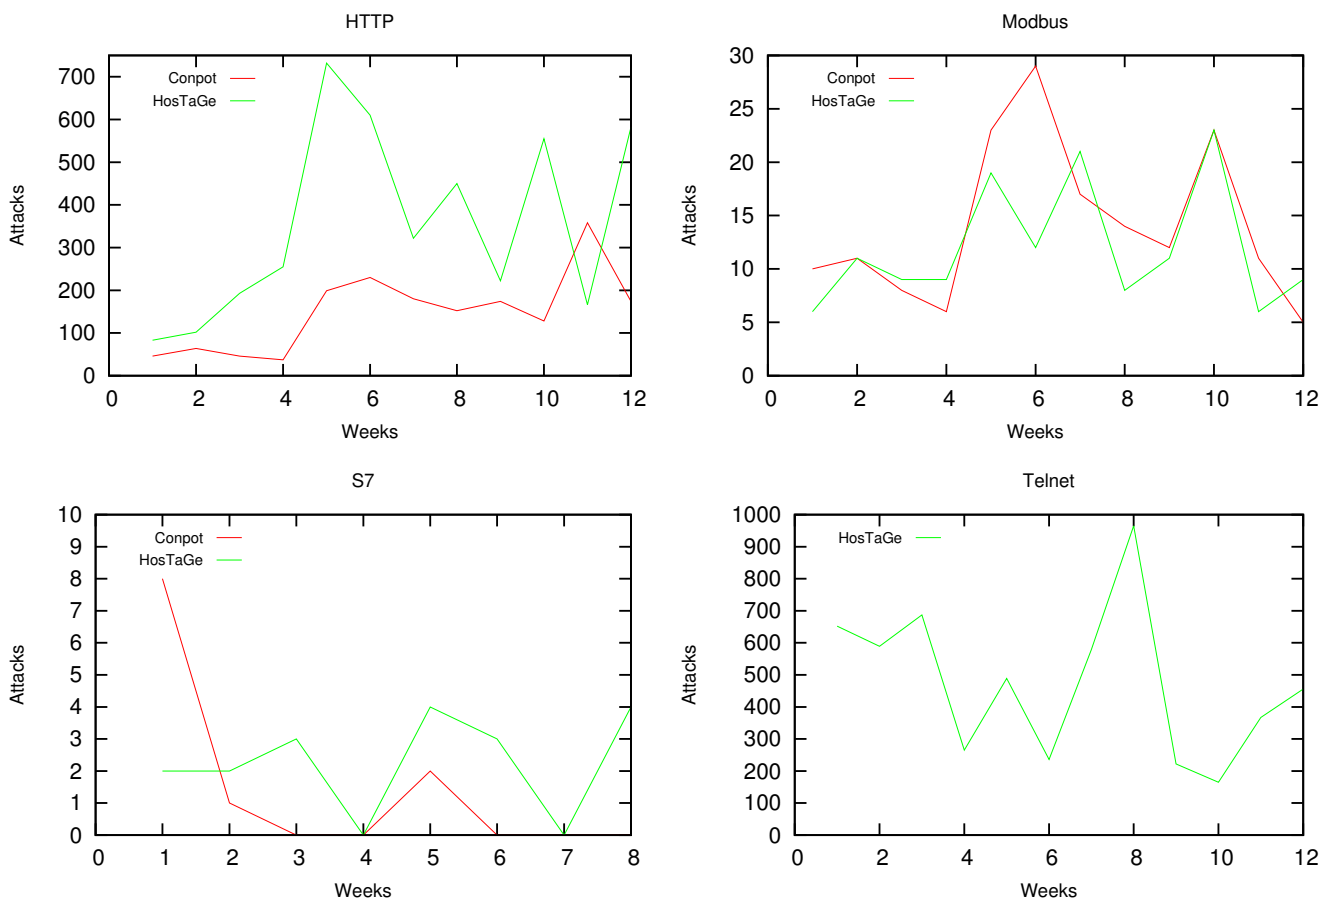 HTTP
Conpot
HosTaGe
Attacks
700
600
500
400
300
200
100
0
0 2 4 6 8 10 12
Weeks
Modbus
Conpot
HosTaGe
Attacks
30
25
20
15
10
5
0
0 2 4 6 8 10 12
Weeks
S7
Conpot
HosTaGe
Attacks
10
9
8
7
6
5
4
3
2
1
0
0 1 2 3 4 5 6 7 8
Weeks
Telnet
HosTaGe
Attacks
1000
900
800
700
600
500
400
300
200
100
0
0 2 4 6 8 10 12
Weeks